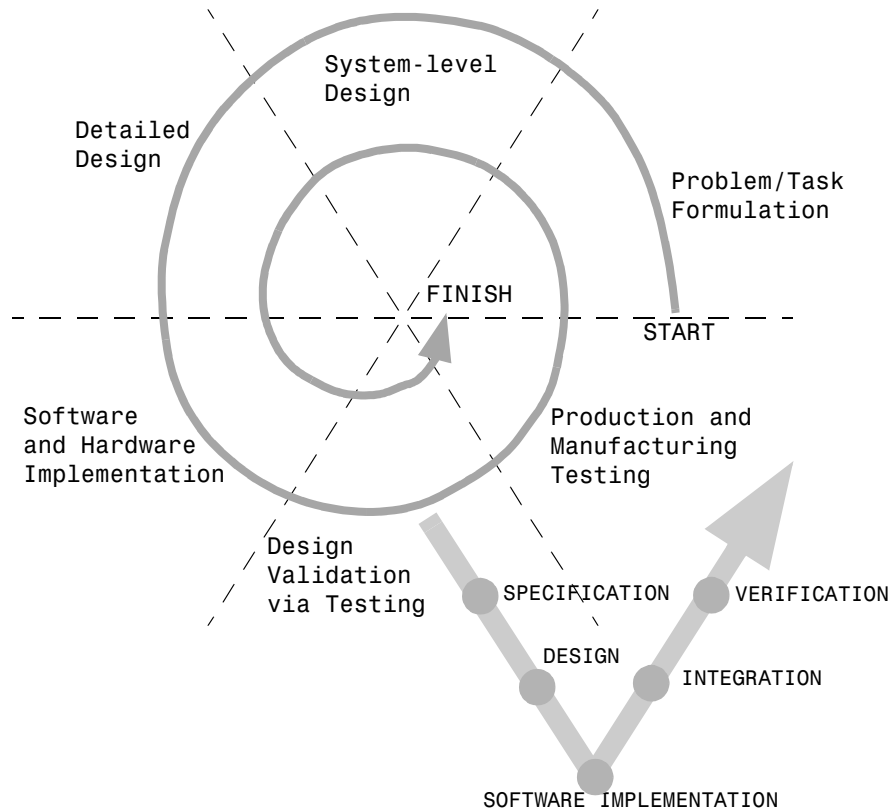 System-level
Design
Detailed
Design
Problem/Task
Formulation
FINISH
START
Software
and Hardware
Implementation
Production and
Manufacturing
Testing
Design
Validation
via Testing
SPECIFICATION
VERIFICATION
DESIGN
INTEGRATION
SOFTWARE IMPLEMENTATION